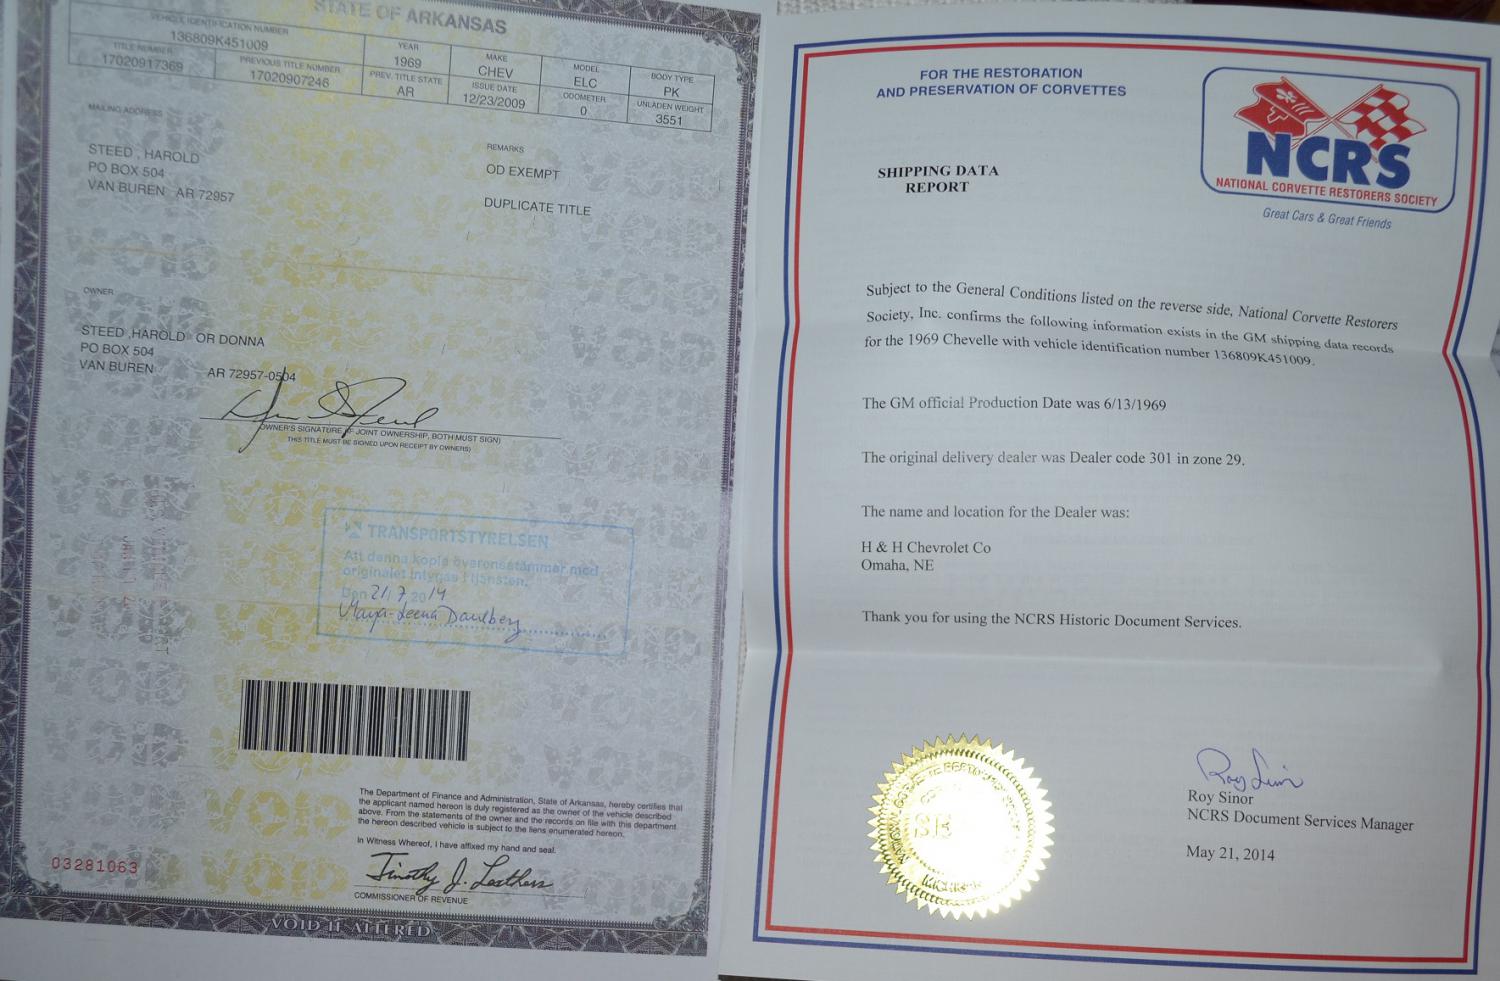 STATE OF ARKANSAS
VEHICLE IDENTIFICATION NUMBER
136809K451009
YEAR
1969
MAKE
CHEV
MODEL
ELC
BODY TYPE
PK
TITLE NUMBER
17020917369
PREVIOUS TITLE NUMBER
17020907246
PREV. TITLE STATE
AR
ISSUE DATE
12/23/2009
ODOMETER
0
UNLADEN WEIGHT
3551
MAILING ADDRESS
STEED , HAROLD
PO BOX 504
VAN BUREN AR 72957
REMARKS
OD EXEMPT
DUPLICATE TITLE
OWNER
STEED ,HAROLD OR DONNA
PO BOX 504
VAN BUREN AR 72957-0504
OWNER'S SIGNATURE (IF JOINT OWNERSHIP, BOTH MUST SIGN)
THIS TITLE MUST BE SIGNED UPON RECEIPT BY OWNER(S)
TRANSPORTSTYRELSEN
Att denna kopia överensstämmer med
originalet intygas i tjänsten.
Den 21/7 2014
Maya-Leena Daulberg
The Department of Finance and Administration, State of Arkansas, hereby certifies that
the applicant named hereon is duly registered as the owner of the vehicle described
above. From the statements of the owner and the records on file with this department
the hereon described vehicle is subject to the liens enumerated hereon.
In Witness Whereof, I have affixed my hand and seal.
Timothy J. Leathers
COMMISSIONER OF REVENUE
03281063
VOID
VOID IF ALTERED
FOR THE RESTORATION
AND PRESERVATION OF CORVETTES
NCRS
NATIONAL CORVETTE RESTORERS SOCIETY
Great Cars & Great Friends
SHIPPING DATA
REPORT
Subject to the General Conditions listed on the reverse side, National Corvette Restorers
Society, Inc. confirms the following information exists in the GM shipping data records
for the 1969 Chevelle with vehicle identification number 136809K451009.
The GM official Production Date was 6/13/1969
The original delivery dealer was Dealer code 301 in zone 29.
The name and location for the Dealer was:
H & H Chevrolet Co
Omaha, NE
Thank you for using the NCRS Historic Document Services.
Roy Sinor
Roy Sinor
NCRS Document Services Manager
May 21, 2014